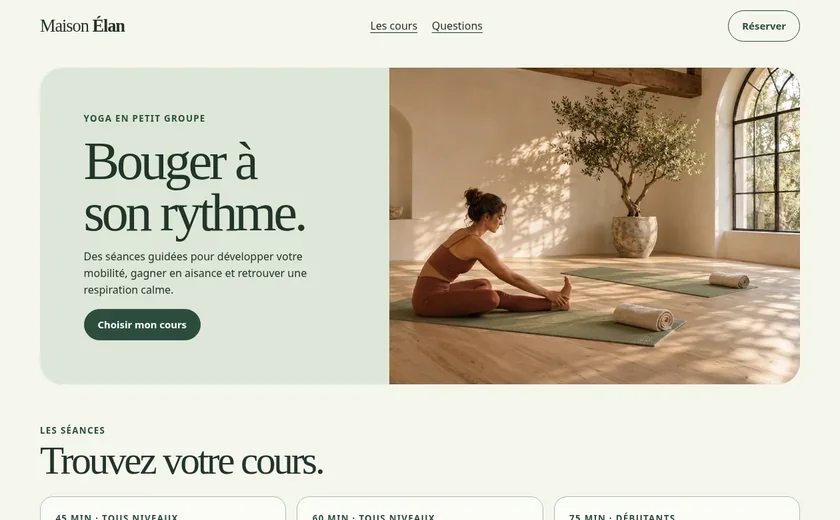 Maison Élan
Les cours
Questions
Réserver
YOGA EN PETIT GROUPE
Bouger à
son rythme.
Des séances guidées pour développer votre
mobilité, gagner en aisance et retrouver une
respiration calme.
Choisir mon cours
LES SÉANCES
Trouvez votre cours.
45 MIN · TOUS NIVEAUX
60 MIN · TOUS NIVEAUX
75 MIN · DÉBUTANTS